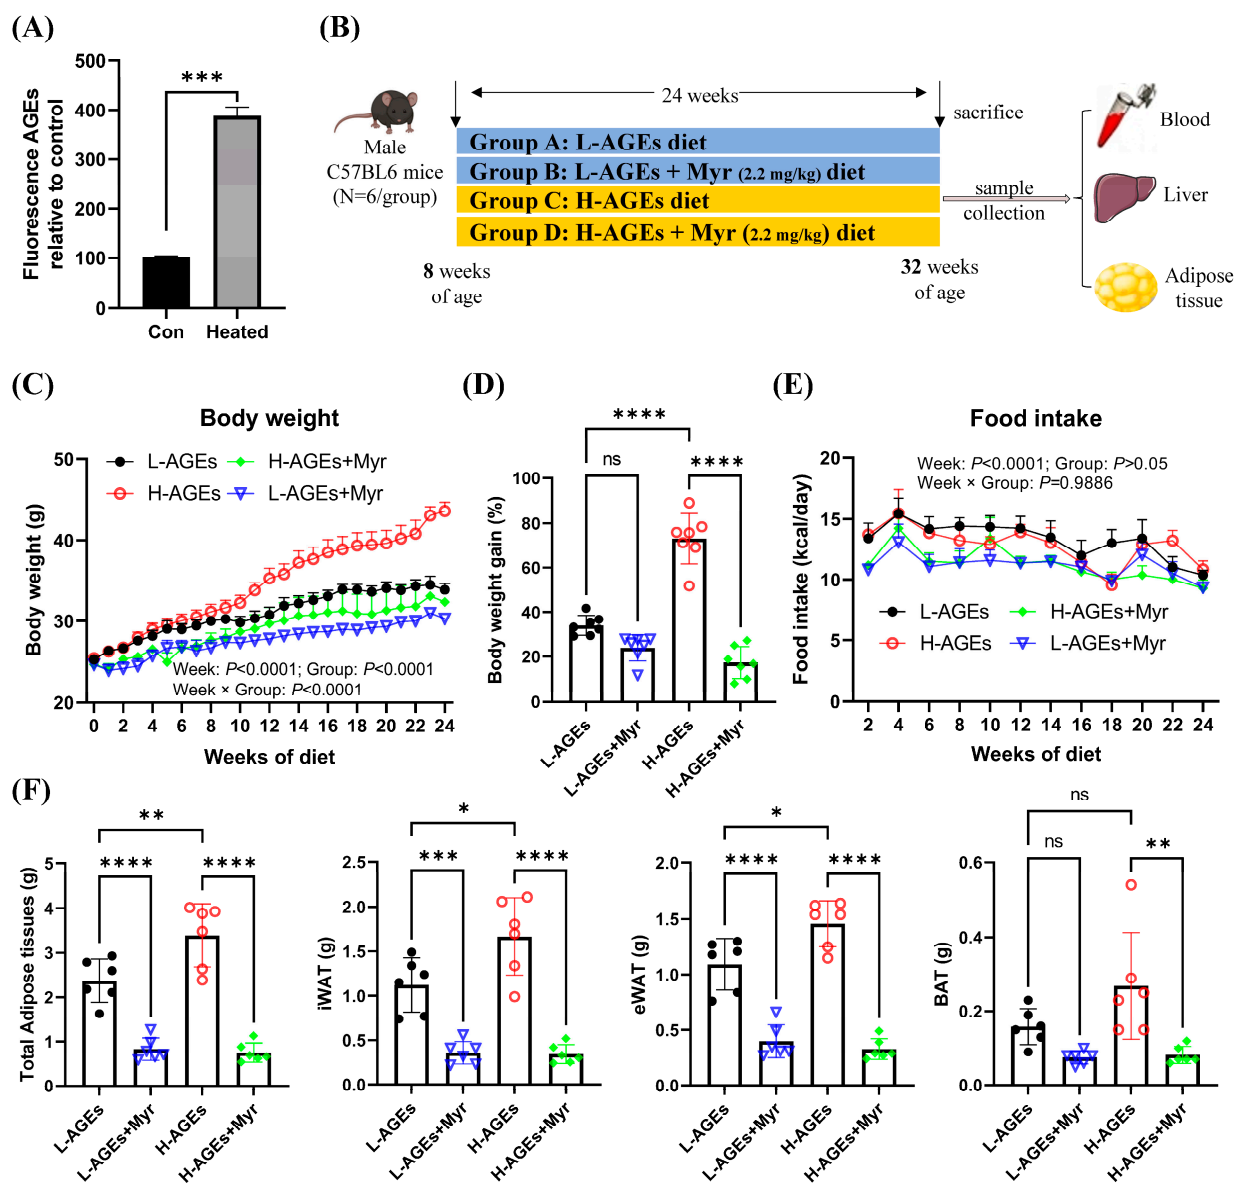 (A)
500
400
300
200
100
0
Fluorescence AGEs
relative to control
***
Con
Heated
(B)
Male
C57BL6 mice
(N=6/group)
24 weeks
Group A: L-AGEs diet
Group B: L-AGEs + Myr (2.2 mg/kg) diet
Group C: H-AGEs diet
Group D: H-AGEs + Myr (2.2 mg/kg) diet
8 weeks
of age
32 weeks
of age
sacrifice
sample
collection
Blood
Liver
Adipose
tissue
(C)
Body weight
L-AGEs
H-AGEs+Myr
H-AGEs
L-AGEs+Myr
50
40
30
20
Body weight (g)
Week: P<0.0001; Group: P<0.0001
Week × Group: P<0.0001
0 2 4 6 8 10 12 14 16 18 20 22 24
Weeks of diet
(D)
****
ns
****
100
80
60
40
20
0
Body weight gain (%)
L-AGEs
L-AGEs+Myr
H-AGEs
H-AGEs+Myr
(E)
Food intake
Week: P<0.0001; Group: P>0.05
Week × Group: P=0.9886
20
15
10
5
0
Food intake (kcal/day)
L-AGEs
H-AGEs+Myr
H-AGEs
L-AGEs+Myr
2 4 6 8 10 12 14 16 18 20 22 24
Weeks of diet
(F)
**
****
****
5
4
3
2
1
0
Total Adipose tissues (g)
L-AGEs
L-AGEs+Myr
H-AGEs
H-AGEs+Myr
*
***
****
2.5
2.0
1.5
1.0
0.5
0.0
iWAT (g)
L-AGEs
L-AGEs+Myr
H-AGEs
H-AGEs+Myr
*
****
****
2.0
1.5
1.0
0.5
0.0
eWAT (g)
L-AGEs
L-AGEs+Myr
H-AGEs
H-AGEs+Myr
ns
ns
**
0.6
0.4
0.2
0.0
BAT (g)
L-AGEs
L-AGEs+Myr
H-AGEs
H-AGEs+Myr